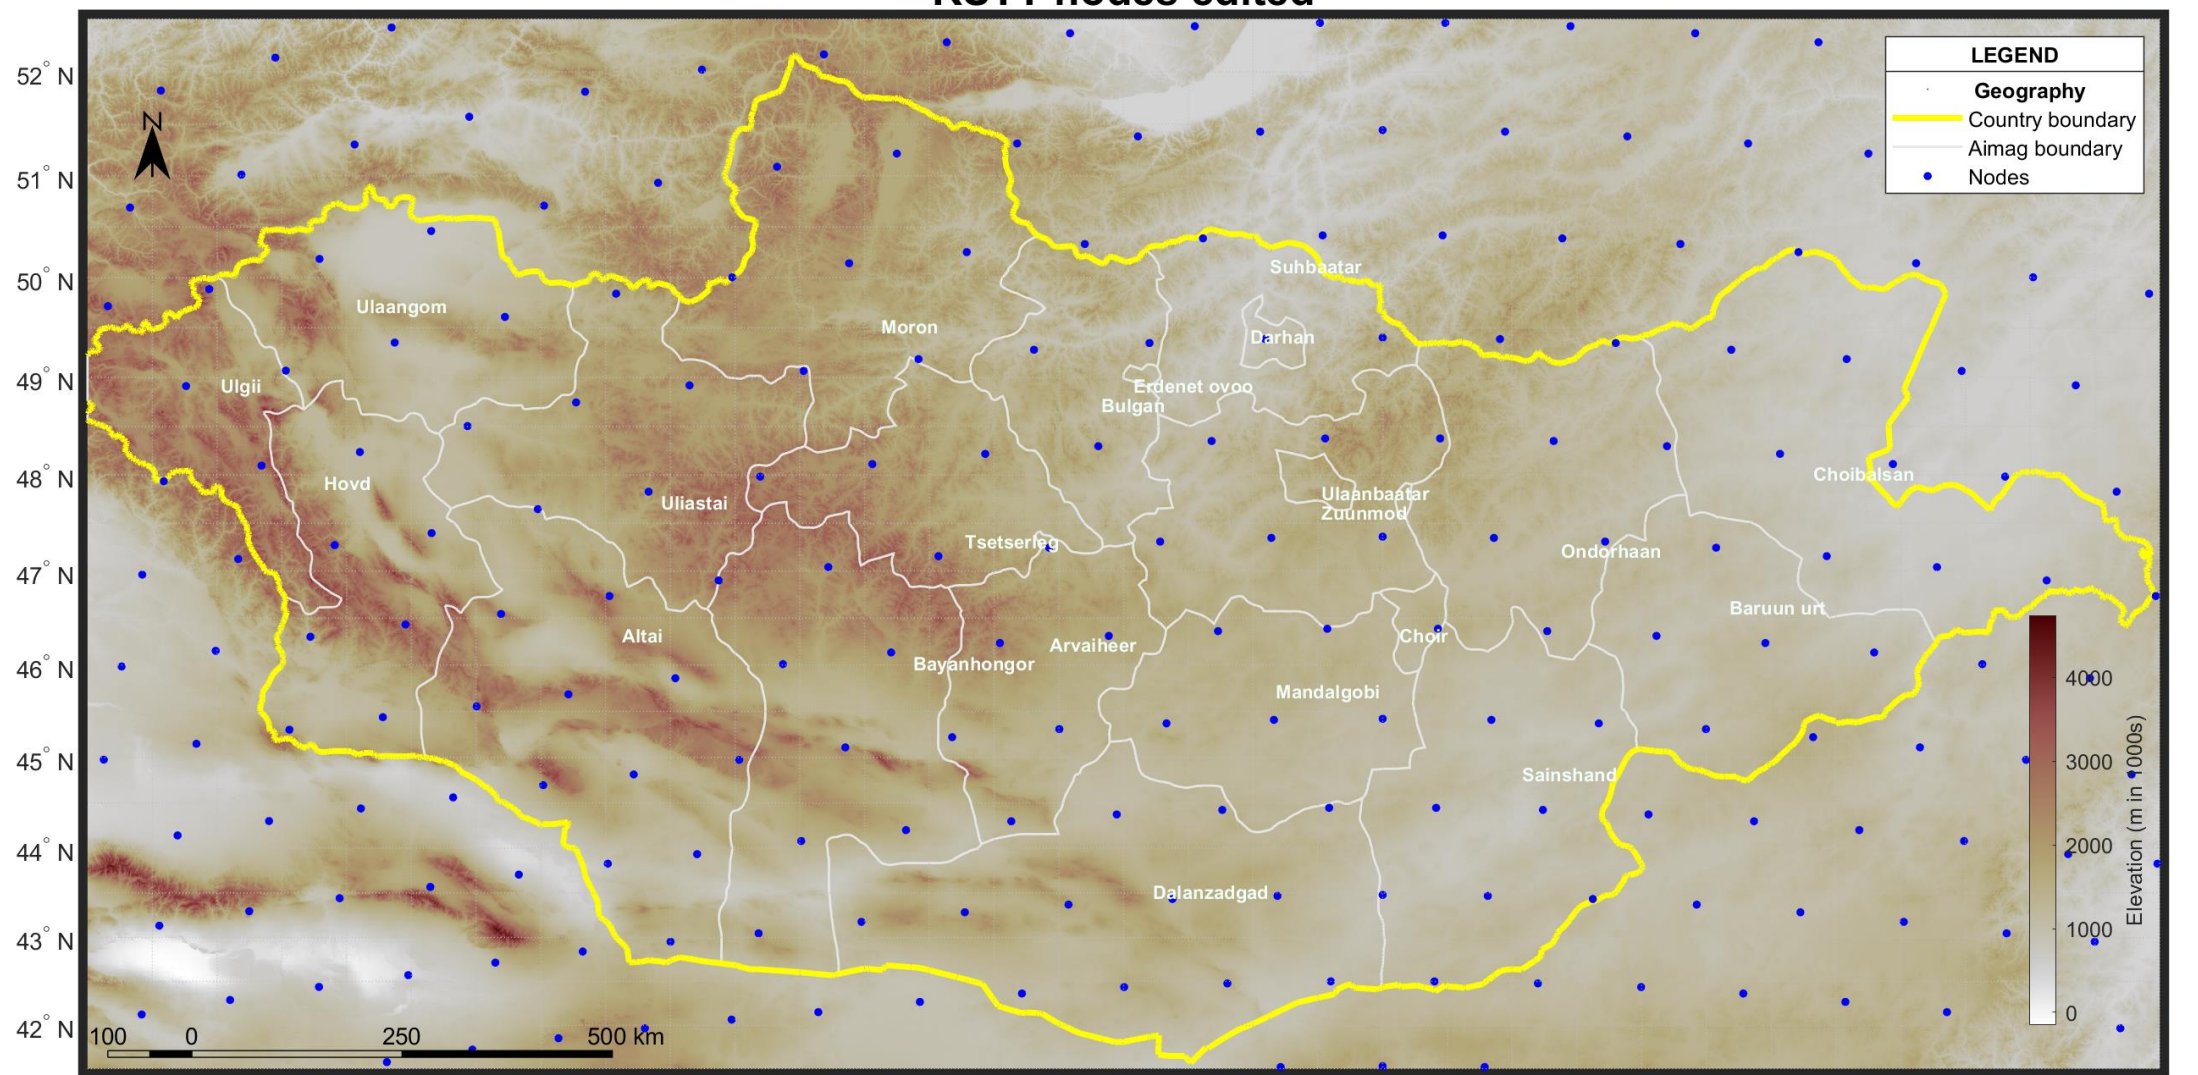 nodes edited
LEGEND
Geography
Country boundary
Aimag boundary
Nodes
N
52° N
51° N
50° N
49° N
48° N
47° N
46° N
45° N
44° N
43° N
42° N
Suhbaatar
Ulaangom
Moron
Darhan
Ulgii
Erdenet ovoo
Bulgan
Hovd
Uliastai
Choibalsan
Ulaanbaatar
Zuunmod
Tsetserleg
Ondorhaan
Baruun urt
Altai
Arvaiheer
Choir
Bayanhongor
Mandalgobi
Sainshand
Dalanzadgad
4000
3000
2000
1000
0
Elevation (m in 1000s)
100 0 250 500 km